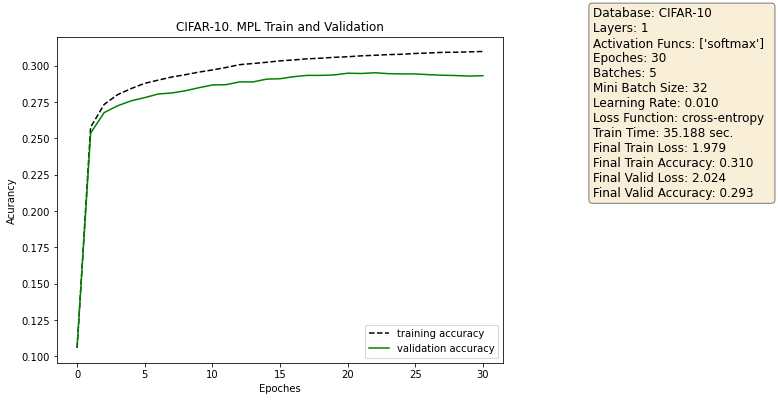 CIFAR-10. MPL Train and Validation
Acurancy
0.300
0.275
0.250
0.225
0.200
0.175
0.150
0.125
0.100
0 5 10 15 20 25 30
Epoches
training accuracy
validation accuracy
Database: CIFAR-10
Layers: 1
Activation Funcs: ['softmax']
Epoches: 30
Batches: 5
Mini Batch Size: 32
Learning Rate: 0.010
Loss Function: cross-entropy
Train Time: 35.188 sec.
Final Train Loss: 1.979
Final Train Accuracy: 0.310
Final Valid Loss: 2.024
Final Valid Accuracy: 0.293